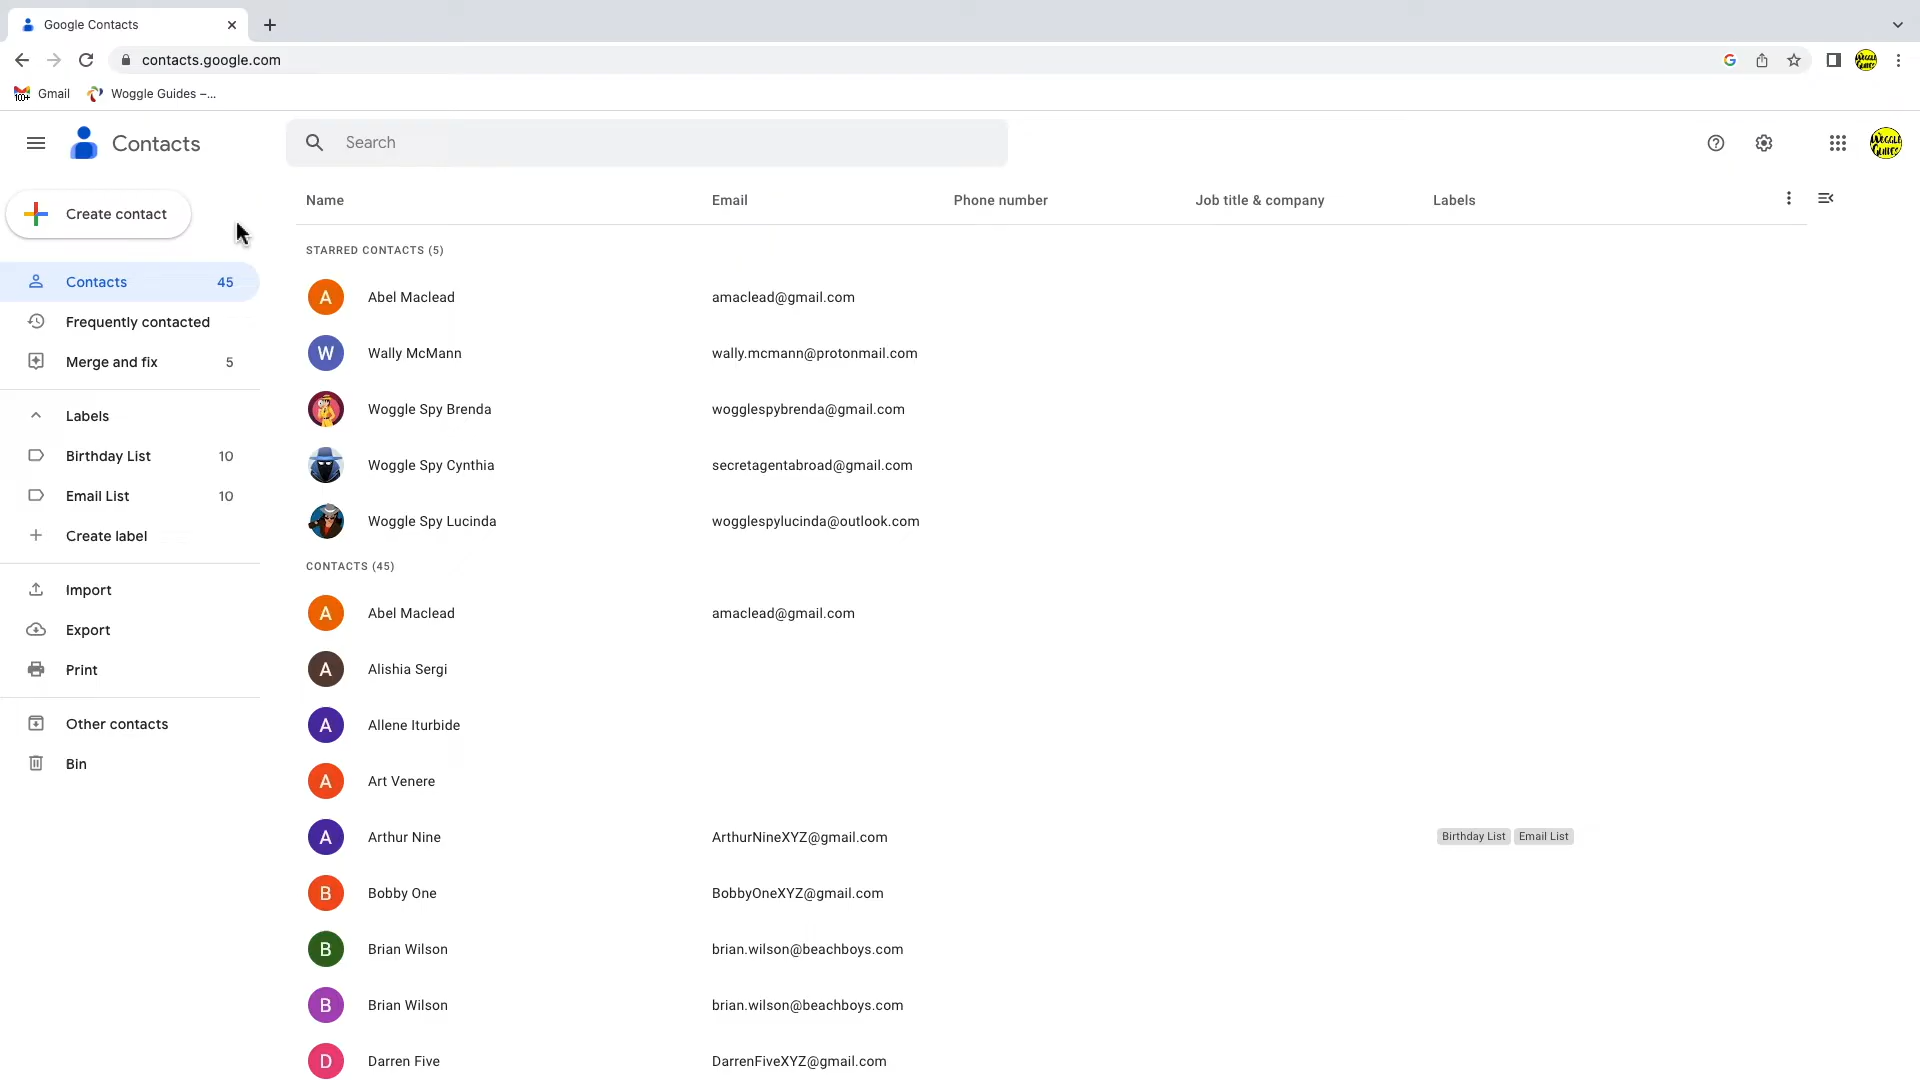 Google Contacts
contacts.google.com
Gmail
Woggle Guides –...
Contacts
Search
Create contact
Name Email Phone number Job title & company Labels
STARRED CONTACTS (5)
Contacts 45
A Abel Maclead amaclead@gmail.com
Frequently contacted
W Wally McMann wally.mcmann@protonmail.com
Merge and fix 5
Woggle Spy Brenda wogglespybrenda@gmail.com
Labels
Birthday List 10
Woggle Spy Cynthia secretagentabroad@gmail.com
Email List 10
Woggle Spy Lucinda wogglespylucinda@outlook.com
Create label
CONTACTS (45)
Import
A Abel Maclead amaclead@gmail.com
Export
Print
A Alishia Sergi
Other contacts
A Allene Iturbide
Bin
A Art Venere
A Arthur Nine ArthurNineXYZ@gmail.com Birthday List Email List
B Bobby One BobbyOneXYZ@gmail.com
B Brian Wilson brian.wilson@beachboys.com
B Brian Wilson brian.wilson@beachboys.com
D Darren Five DarrenFiveXYZ@gmail.com